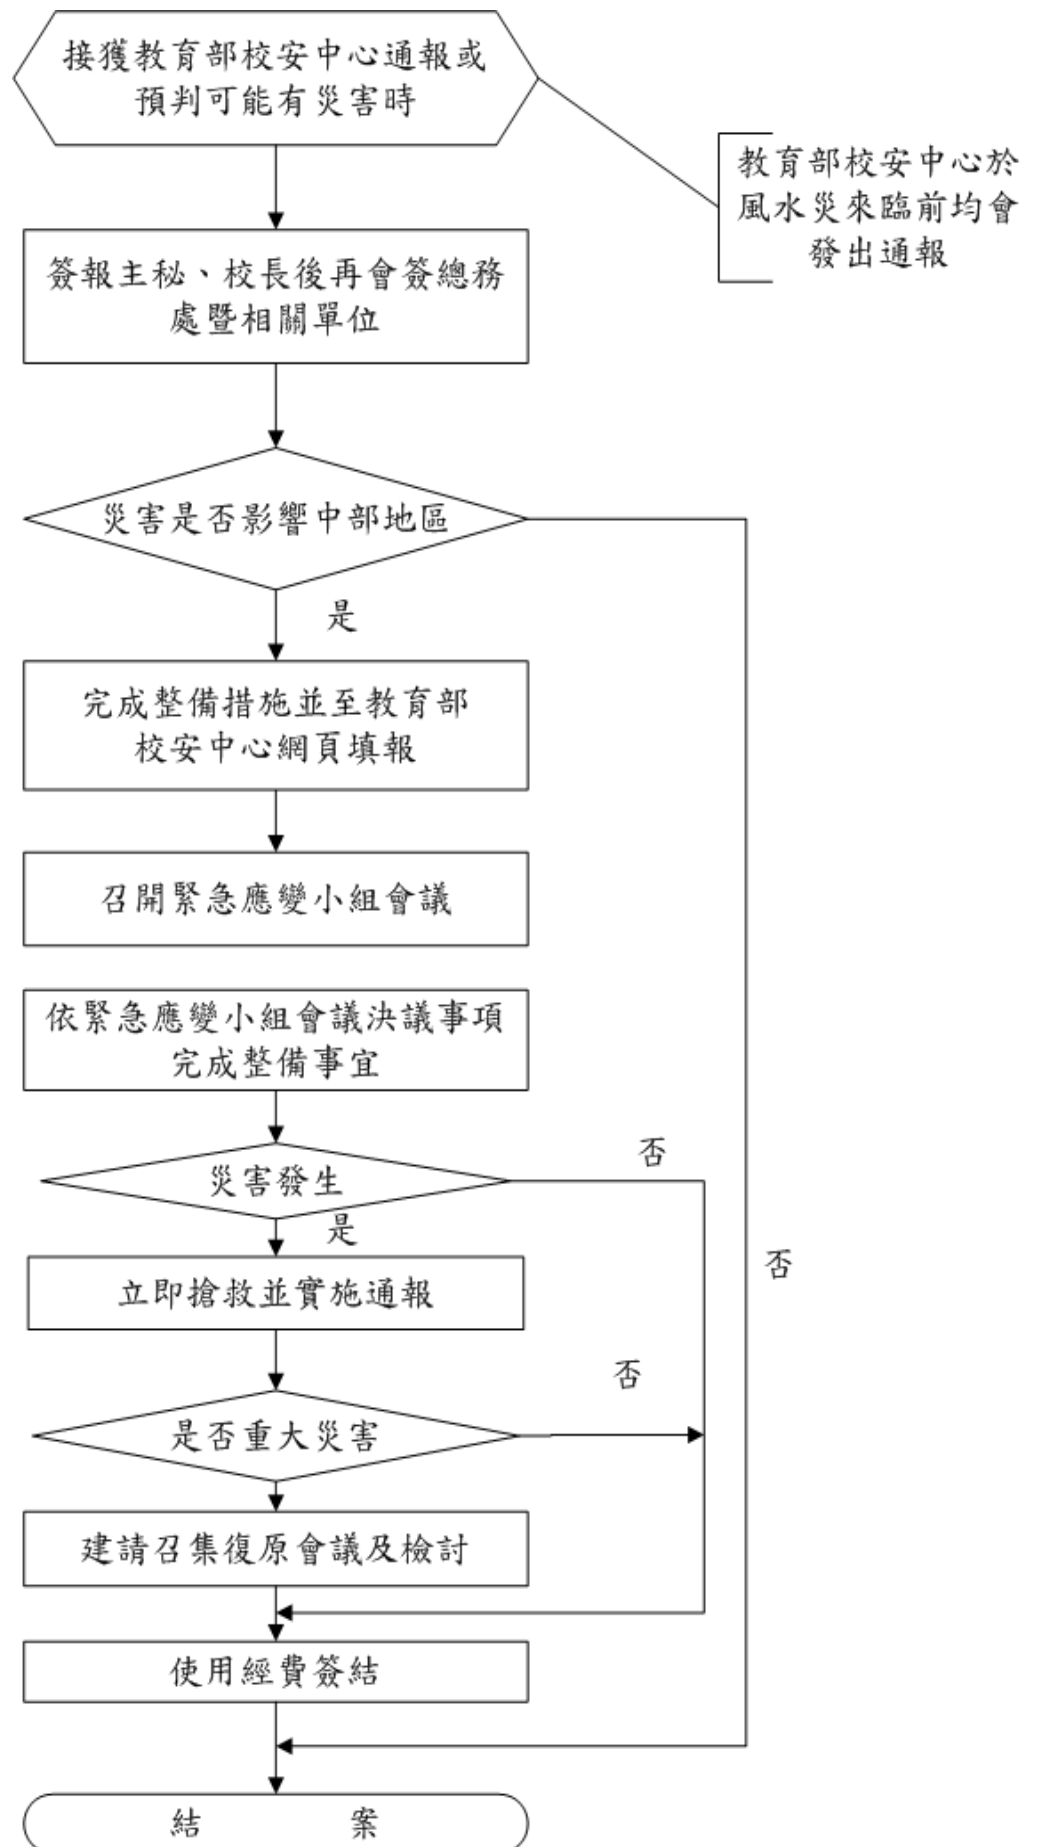 接獲教育部校安中心通報或
預判可能有災害時
教育部校安中心於
風水災來臨前均會
發出通報
簽報主秘、校長後再會簽總務
處暨相關單位
災害是否影響中部地區
是
完成整備措施並至教育部
校安中心網頁填報
召開緊急應變小組會議
依緊急應變小組會議決議事項
完成整備事宜
否
災害發生
是
否
立即搶救並實施通報
否
是否重大災害
建請召集復原會議及檢討
使用經費簽結
結 案